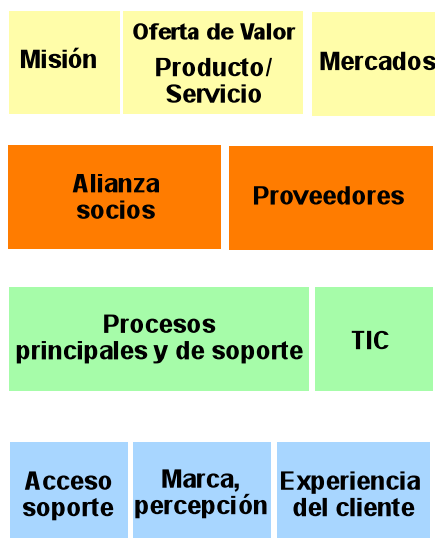 Misión
Oferta de Valor
Producto/
Servicio
Mercados
Alianza
socios
Proveedores
Procesos
principales y de soporte
TIC
Acceso
soporte
Marca,
percepción
Experiencia
del cliente